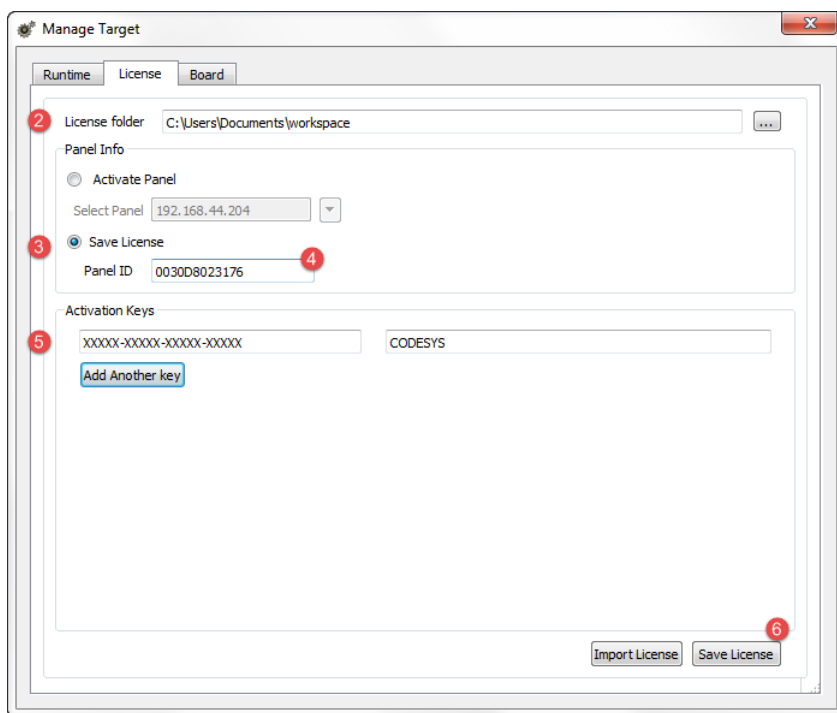 Manage Target
Runtime License Board
2 License folder C:\Users\Documents\workspace ...
Panel Info
Activate Panel
Select Panel 192.168.44.204
3 Save License
4
Panel ID 0030D8023176
Activation Keys
5 XXXXX-XXXXX-XXXXX-XXXXX CODESYS
Add Another key
6
Import License Save License